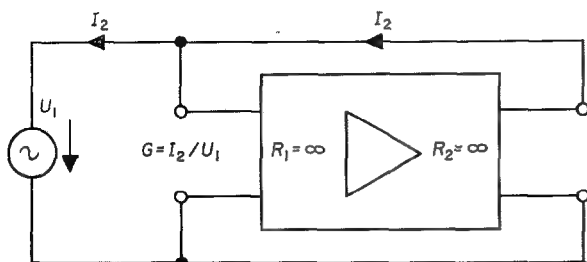 I₂ I₂
U₁
G=I₂/U₁ R₁=∞ R₂=∞